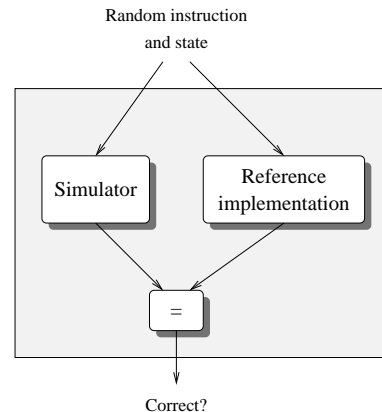 Random instruction
and state
Simulator
Reference
implementation
=
Correct?